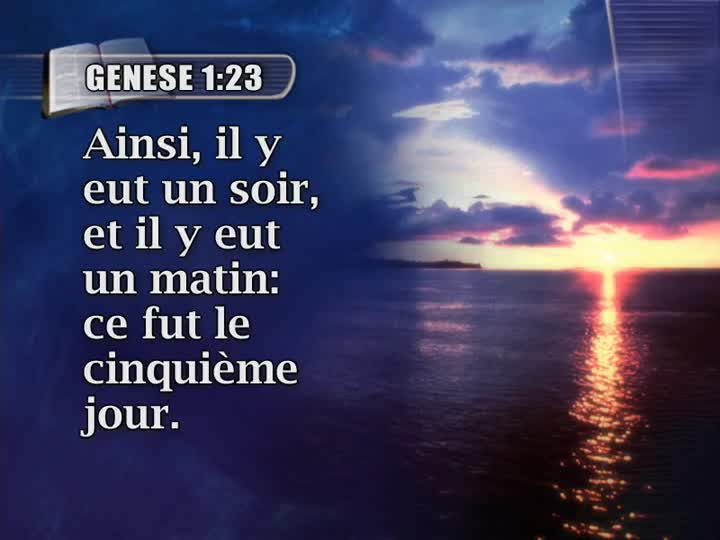 GENESE 1:23
Ainsi, il y
eut un soir,
et il y eut
un matin:
ce fut le
cinquième
jour.